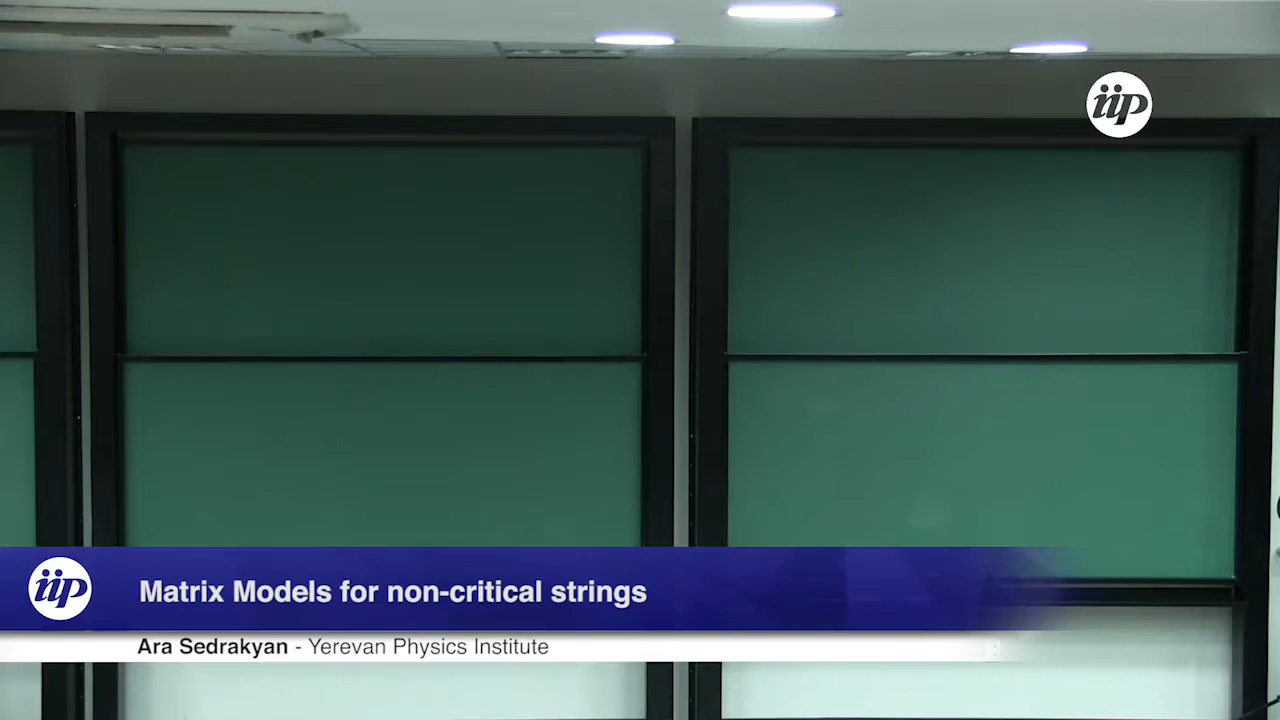 iip
iip
Matrix Models for non-critical strings
Ara Sedrakyan - Yerevan Physics Institute